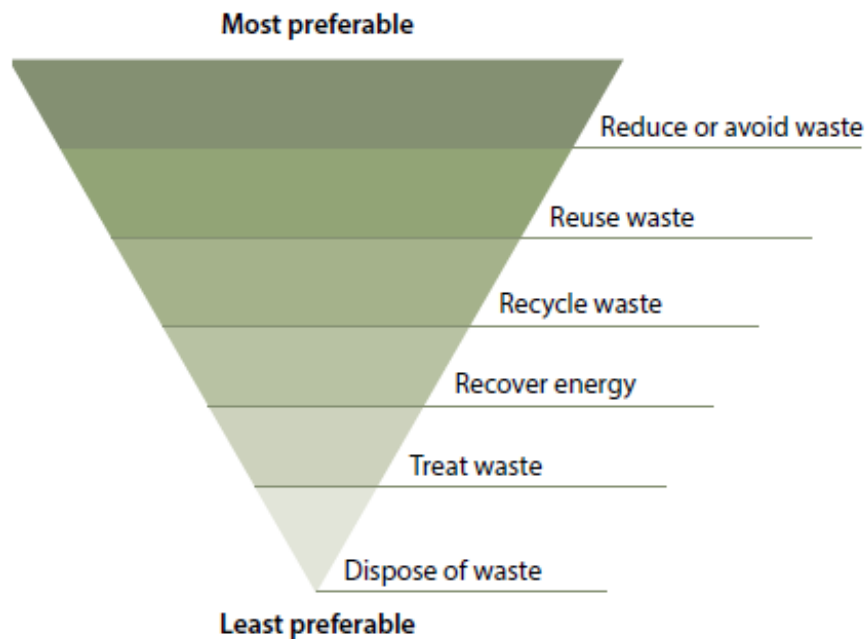 Most preferable
Reduce or avoid waste
Reuse waste
Recycle waste
Recover energy
Treat waste
Dispose of waste
Least preferable